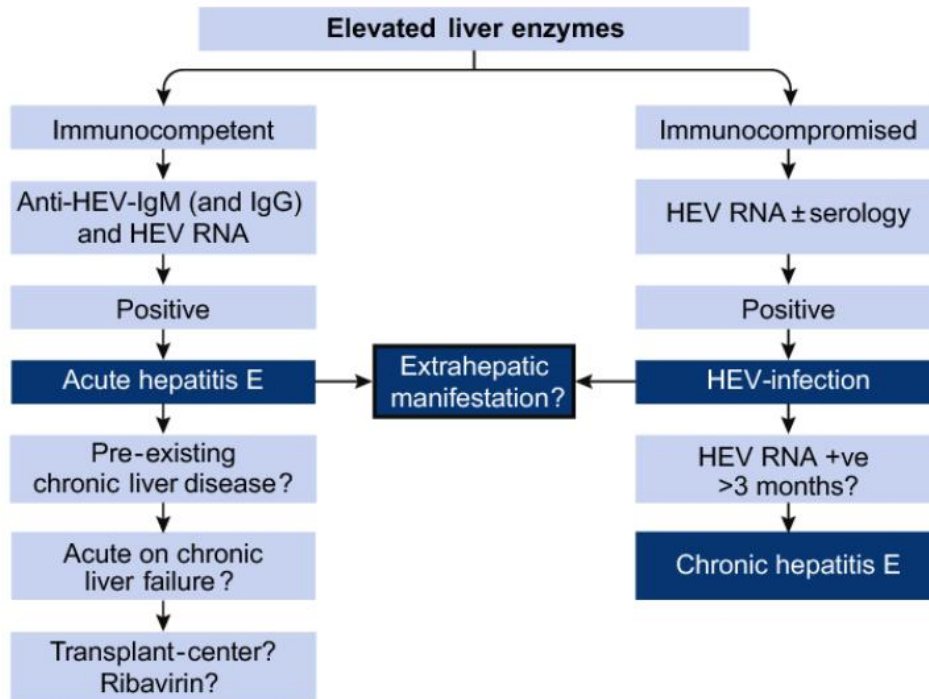 Elevated liver enzymes
Immunocompetent
Immunocompromised
Anti-HEV-IgM (and IgG)
and HEV RNA
HEV RNA ± serology
Positive
Positive
Acute hepatitis E
Extrahepatic
manifestation?
HEV-infection
Pre-existing
chronic liver disease?
HEV RNA +ve
>3 months?
Acute on chronic
liver failure?
Chronic hepatitis E
Transplant-center?
Ribavirin?